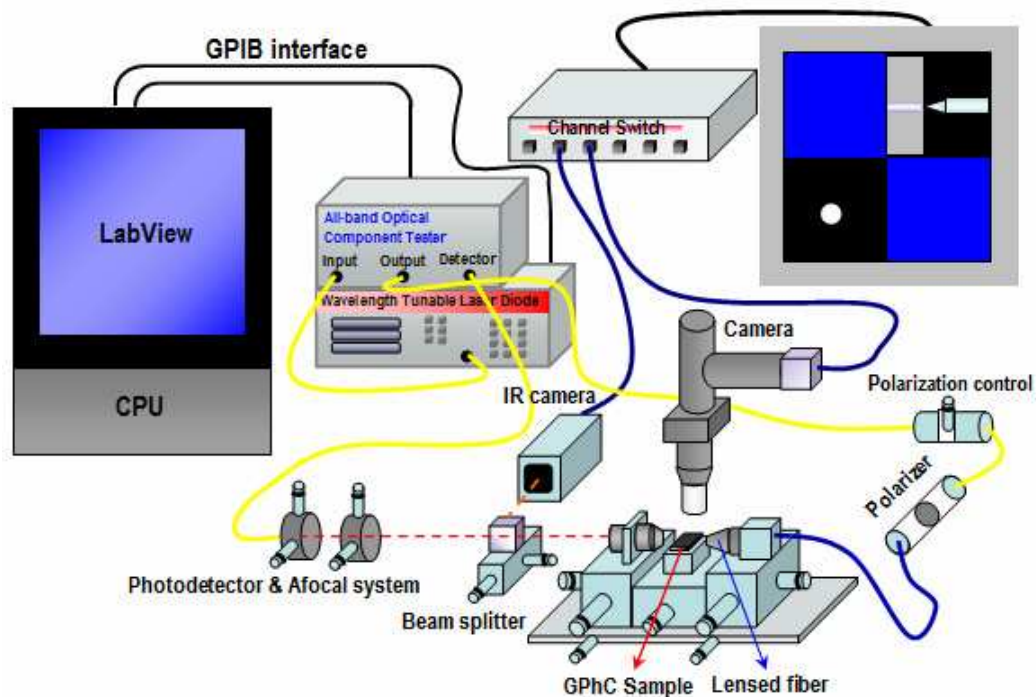 GPIB interface
Channel Switch
LabView
CPU
All-band Optical
Component Tester
Input Output Detector
Wavelength Tunable Laser Diode
Camera
IR camera
Polarization control
Polarizer
Photodetector & Afocal system
Beam splitter
GPhC Sample
Lensed fiber